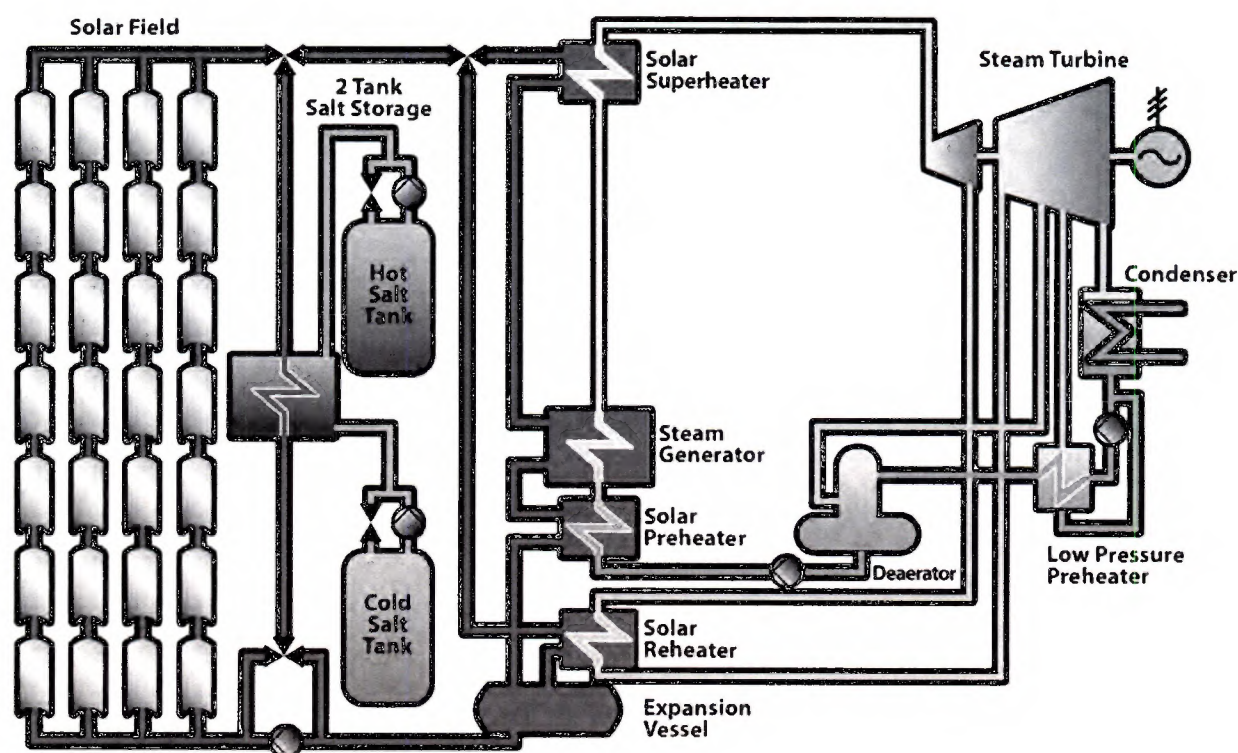 Solar Field
2 Tank
Salt Storage
Solar
Superheater
Steam Turbine
Hot
Salt
Tank
Condenser
Steam
Generator
Solar
Preheater
Deaerator
Low Pressure
Preheater
Cold
Salt
Tank
Solar
Reheater
Expansion
Vessel